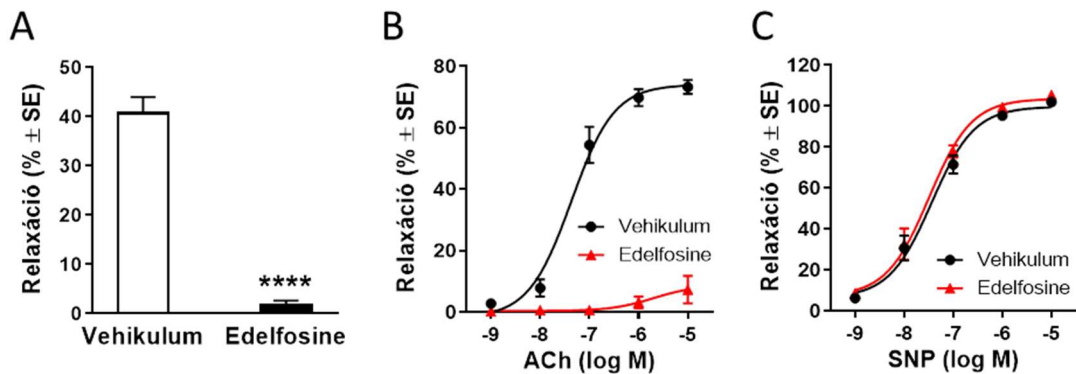 A
Relaxáció (% ± SE)
50
40
30
20
10
0
****
Vehikulum Edelfosine
B
Relaxáció (% ± SE)
80
60
40
20
0
Vehikulum
Edelfosine
-9 -8 -7 -6 -5
ACh (log M)
C
Relaxáció (% ± SE)
120
100
80
60
40
20
0
Vehikulum
Edelfosine
-9 -8 -7 -6 -5
SNP (log M)